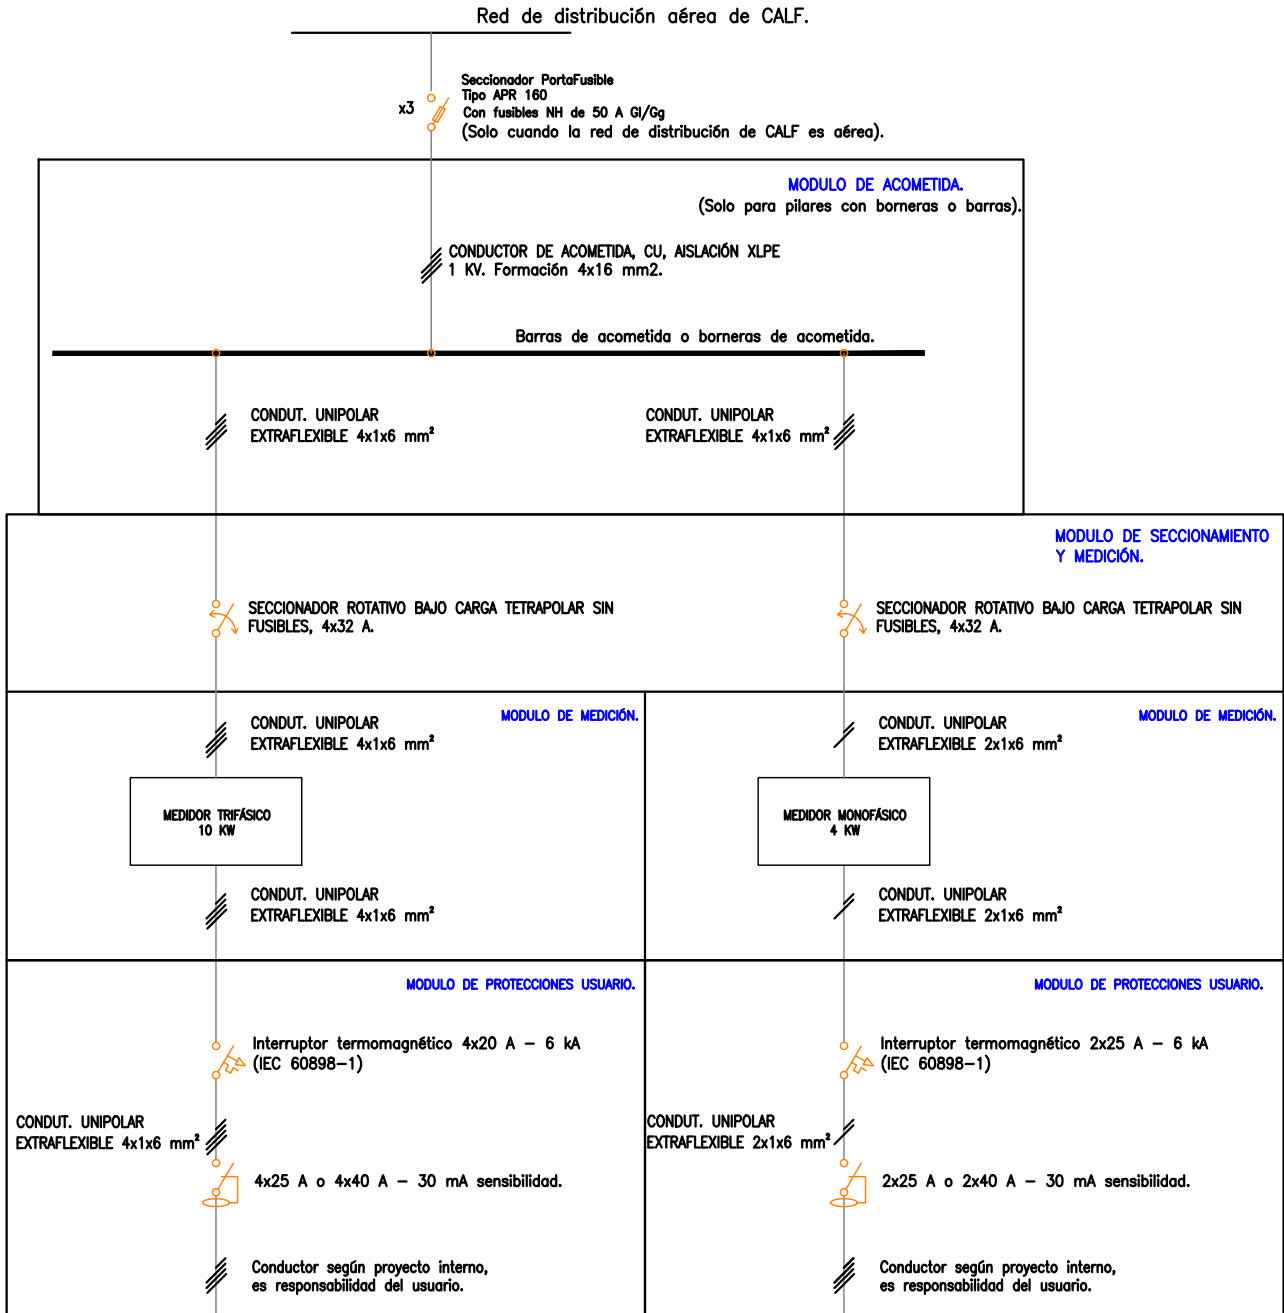 Red de distribución aérea de CALF.
Seccionador PortaFusible
Tipo APR 160
x3
Con fusibles NH de 50 A Gl/Gg
(Solo cuando la red de distribución de CALF es aérea).
MODULO DE ACOMETIDA.
(Solo para pilares con borneras o barras).
CONDUCTOR DE ACOMETIDA, CU, AISLACIÓN XLPE
1 KV. Formación 4x16 mm2.
Barras de acometida o borneras de acometida.
CONDUT. UNIPOLAR
EXTRAFLEXIBLE 4x1x6 mm²
CONDUT. UNIPOLAR
EXTRAFLEXIBLE 4x1x6 mm²
MODULO DE SECCIONAMIENTO
Y MEDICIÓN.
SECCIONADOR ROTATIVO BAJO CARGA TETRAPOLAR SIN
FUSIBLES, 4x32 A.
SECCIONADOR ROTATIVO BAJO CARGA TETRAPOLAR SIN
FUSIBLES, 4x32 A.
MODULO DE MEDICIÓN.
CONDUT. UNIPOLAR
EXTRAFLEXIBLE 4x1x6 mm²
MEDIDOR TRIFÁSICO
10 KW
CONDUT. UNIPOLAR
EXTRAFLEXIBLE 4x1x6 mm²
MODULO DE MEDICIÓN.
CONDUT. UNIPOLAR
EXTRAFLEXIBLE 2x1x6 mm²
MEDIDOR MONOFÁSICO
4 KW
CONDUT. UNIPOLAR
EXTRAFLEXIBLE 2x1x6 mm²
MODULO DE PROTECCIONES USUARIO.
Interruptor termomagnético 4x20 A – 6 kA
(IEC 60898–1)
CONDUT. UNIPOLAR
EXTRAFLEXIBLE 4x1x6 mm²
4x25 A o 4x40 A – 30 mA sensibilidad.
Conductor según proyecto interno,
es responsabilidad del usuario.
MODULO DE PROTECCIONES USUARIO.
Interruptor termomagnético 2x25 A – 6 kA
(IEC 60898–1)
CONDUT. UNIPOLAR
EXTRAFLEXIBLE 2x1x6 mm²
2x25 A o 2x40 A – 30 mA sensibilidad.
Conductor según proyecto interno,
es responsabilidad del usuario.